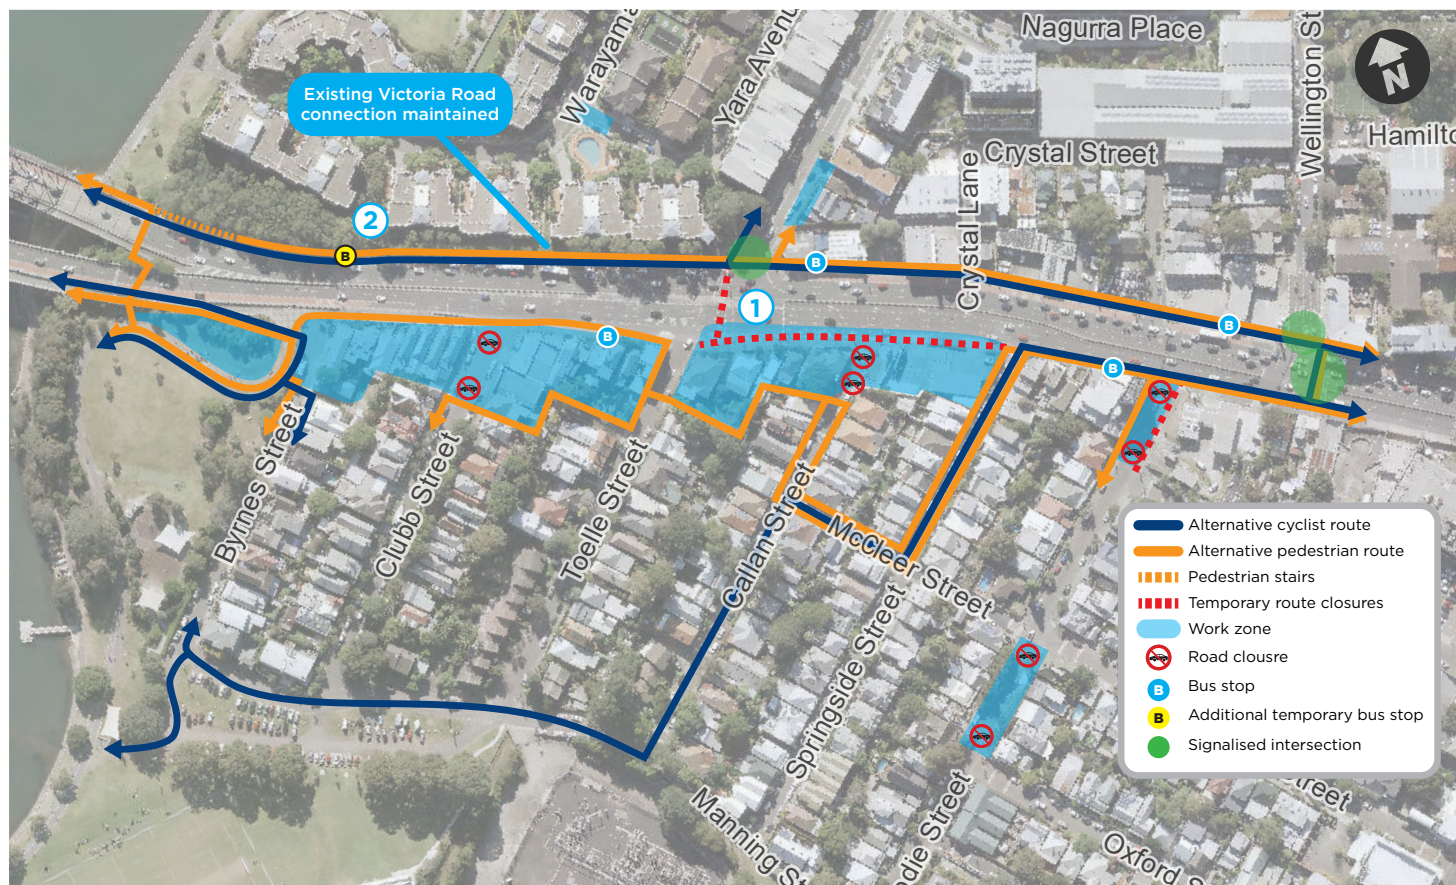 Nagurra Place
Wellington St
N
Warayama
Yara Avenu
Existing Victoria Road
connection maintained
Hamilto
Crystal Street
Crystal Lane
2
B
B
1
B
B
B
Byrnes Street
Clubb Street
Toelle Street
Callan Street
McCleer Street
Springside Street
Manning St
odie Street
Oxford S
treet
Alternative cyclist route
Alternative pedestrian route
Pedestrian stairs
Temporary route closures
Work zone
Road clousre
B
Bus stop
B
Additional temporary bus stop
Signalised intersection